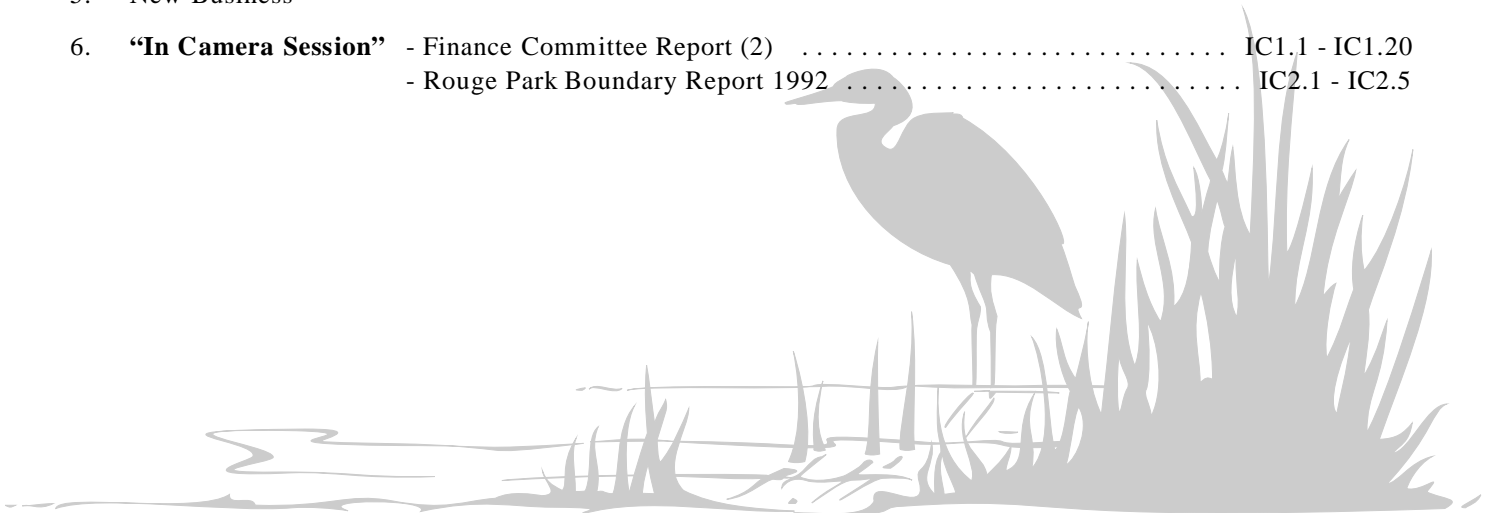 6. “In Camera Session” - Finance Committee Report (2) ............................. IC1.1 - IC1.20
- Rouge Park Boundary Report 1992 ........................... IC2.1 - IC2.5